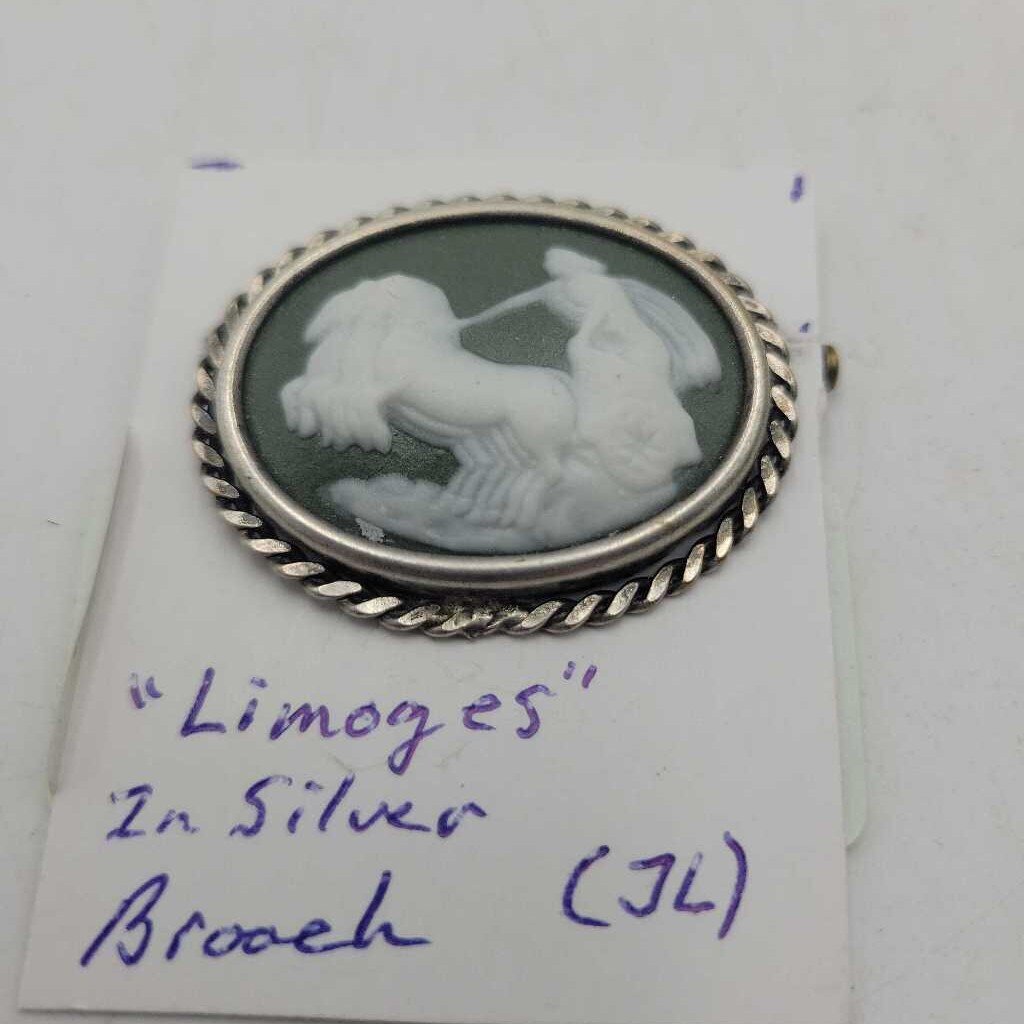 "Limoges"
In Silver
Brooch (JL)